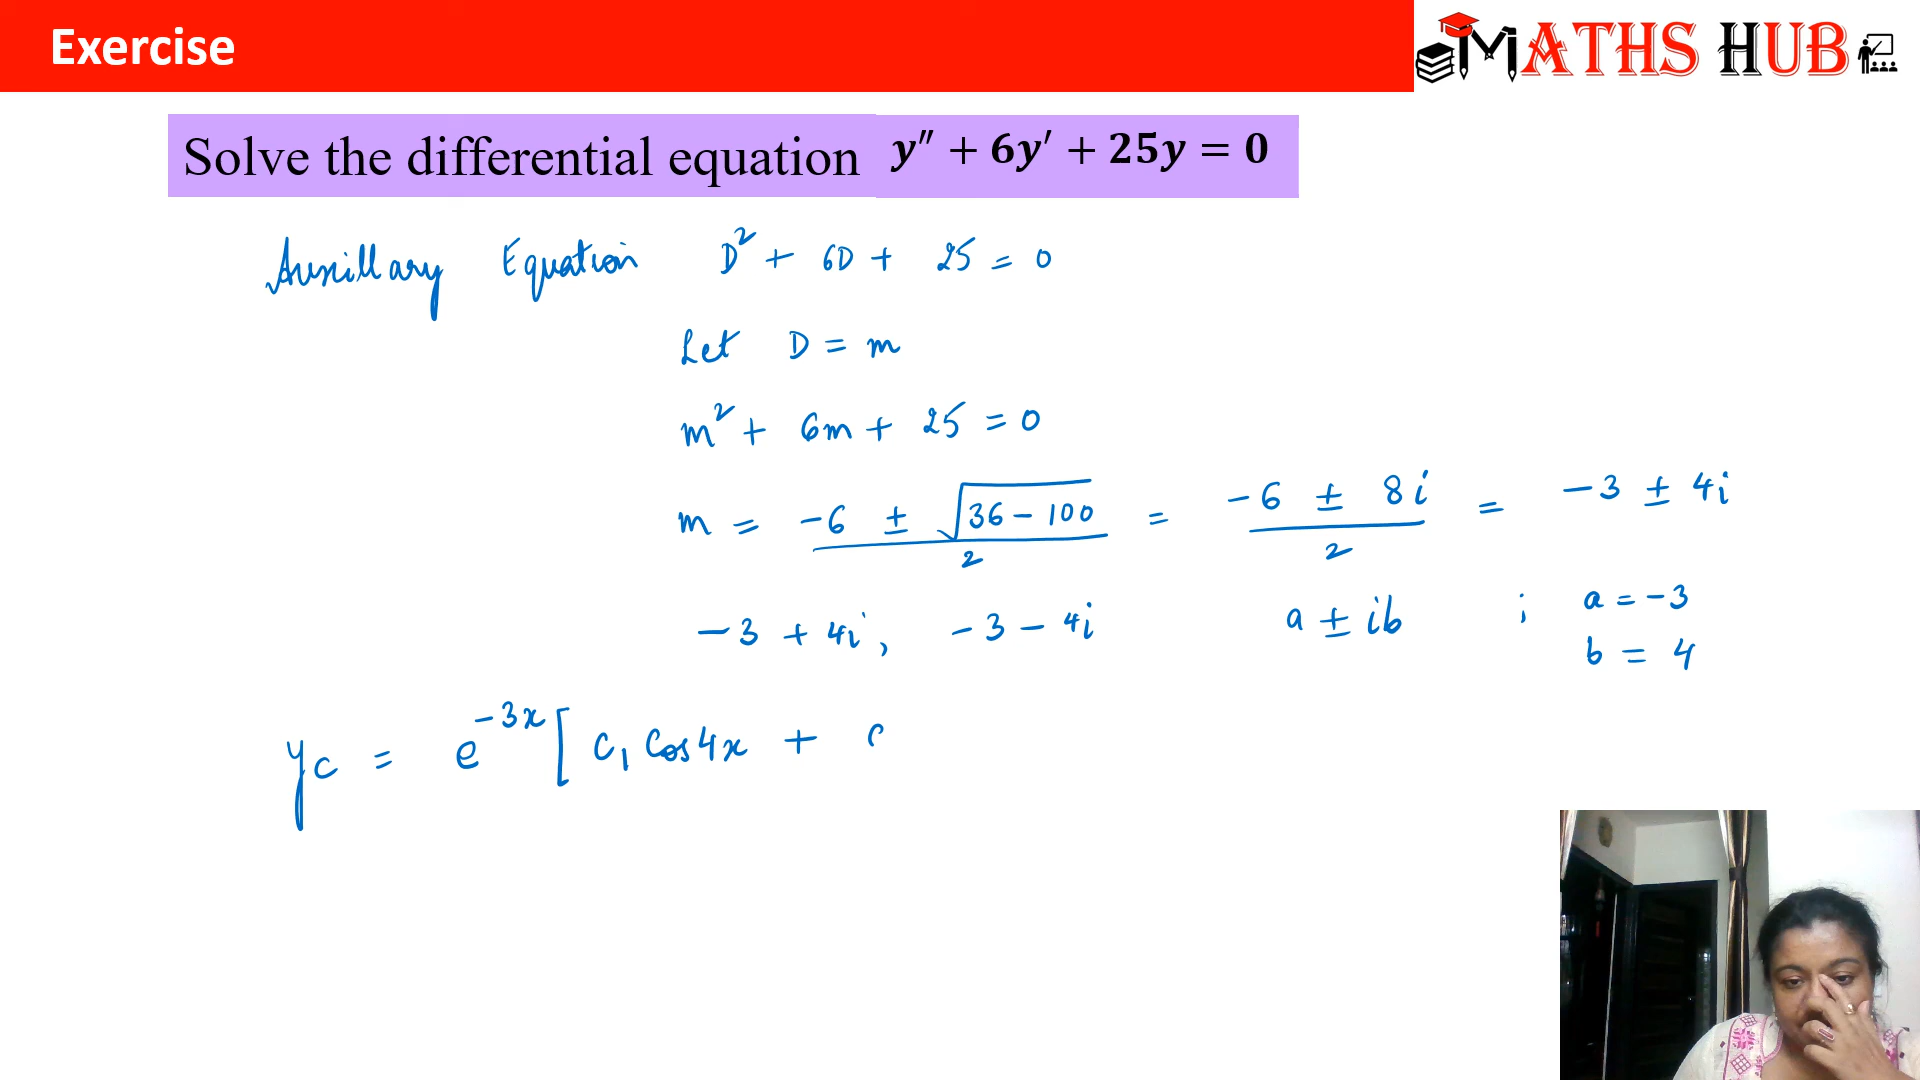 Exercise
MATHS HUB
Solve the differential equation y″ + 6y′ + 25y = 0
Auxillary Equation D² + 6D + 25 = 0
Let D = m
m² + 6m + 25 = 0
m = (-6 ± √(36 - 100))/2 = (-6 ± 8i)/2 = -3 ± 4i
-3 + 4i, -3 - 4i a ± ib ; a = -3
b = 4
yc = e^(-3x) [ c₁ cos4x + c